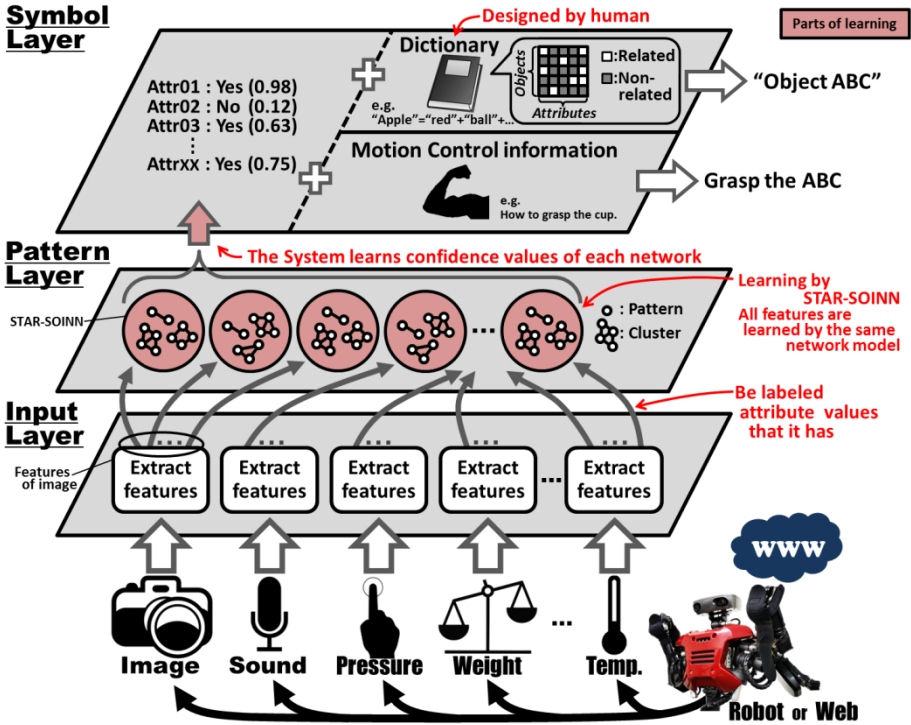 Symbol
Layer
Designed by human
Parts of learning
Dictionary
Attr01 : Yes (0.98)
Attr02 : No (0.12)
Attr03 : Yes (0.63)
Attrxx : Yes (0.75)
Objects
Attributes
:Related
:Non-
related
e.g.
“Apple”=“red”+“ball”+...
“Object ABC”
Motion Control information
e.g.
How to grasp the cup.
Grasp the ABC
Pattern
Layer
The System learns confidence values of each network
STAR-SOINN
...
: Pattern
: Cluster
Learning by
STAR-SOINN
All features are
learned by the same
network model
Input
Layer
Be labeled
attribute values
that it has
Features
of image
... ... ... ... ...
Extract
features
Extract
features
Extract
features
Extract
features
...
Extract
features
www
Image
Sound
Pressure
Weight
...
Temp.
Robot or Web